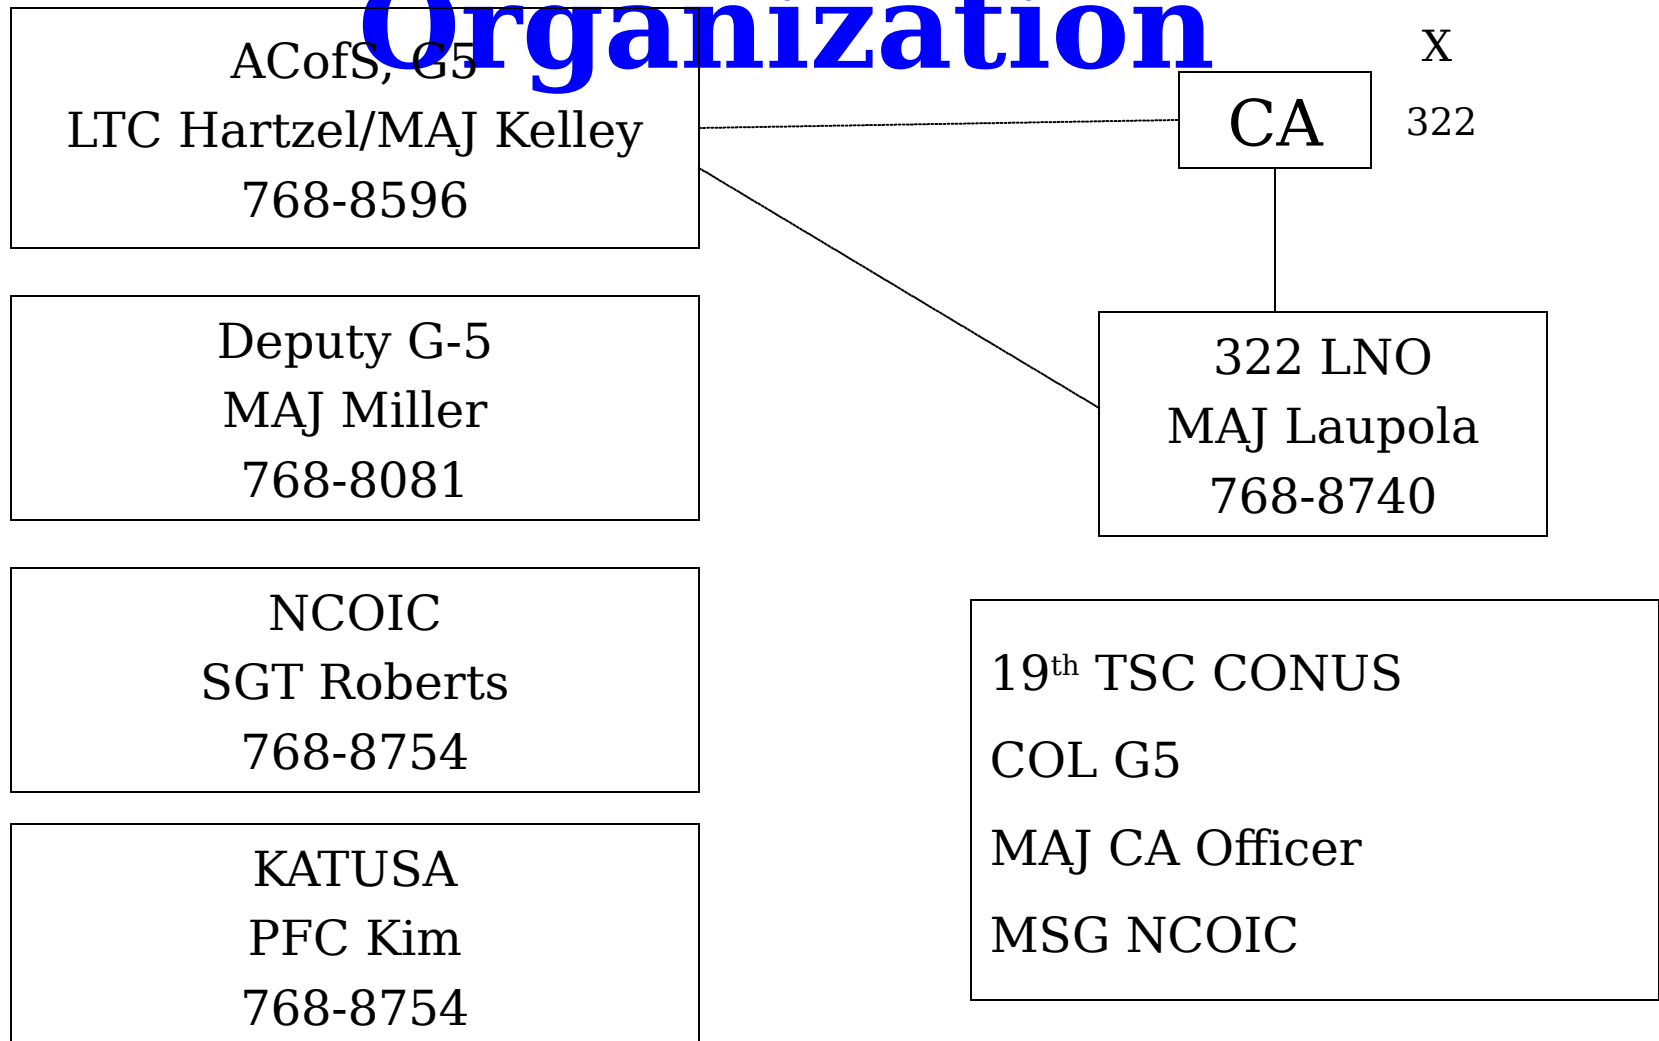 Organization
ACofS, G5
LTC Hartzel/MAJ Kelley
768-8596
X
CA
322
Deputy G-5
MAJ Miller
768-8081
322 LNO
MAJ Laupola
768-8740
NCOIC
SGT Roberts
768-8754
19th TSC CONUS
COL G5
MAJ CA Officer
MSG NCOIC
KATUSA
PFC Kim
768-8754